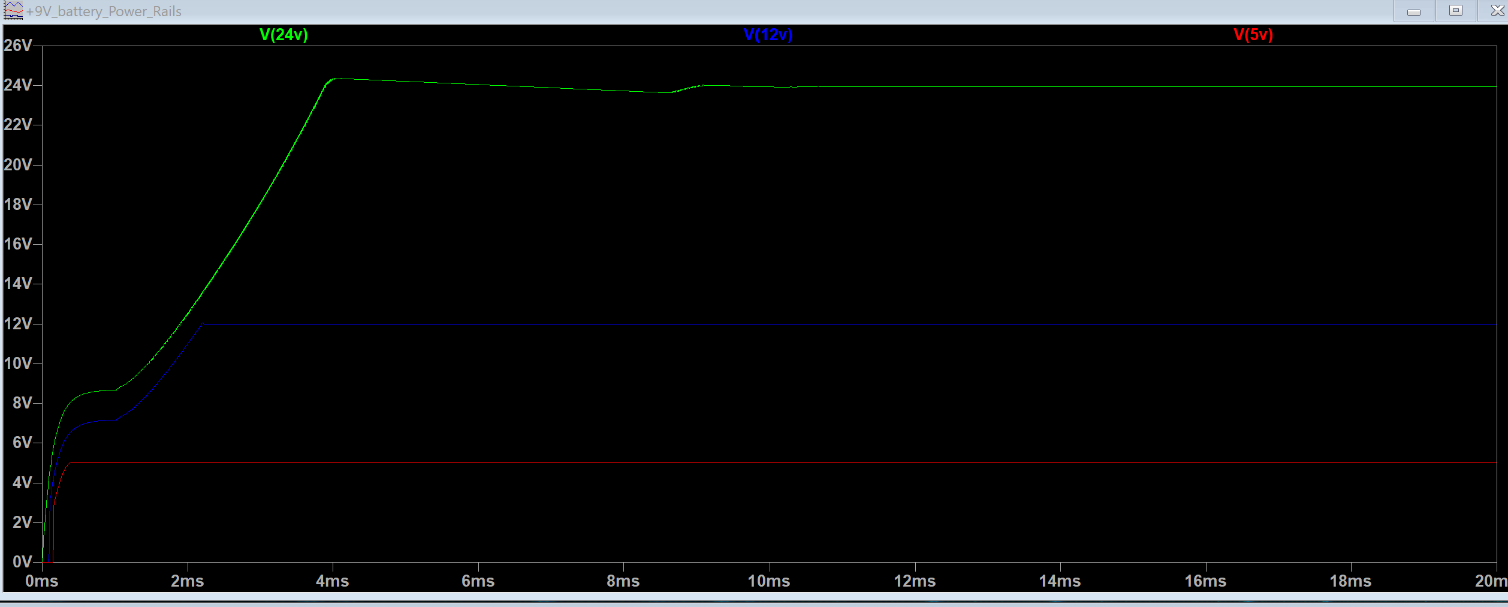 +9V_battery_Power_Rails
V(24v) V(12v) V(5v)
26V
24V
22V
20V
18V
16V
14V
12V
10V
8V
6V
4V
2V
0V
0ms 2ms 4ms 6ms 8ms 10ms 12ms 14ms 16ms 18ms 20m